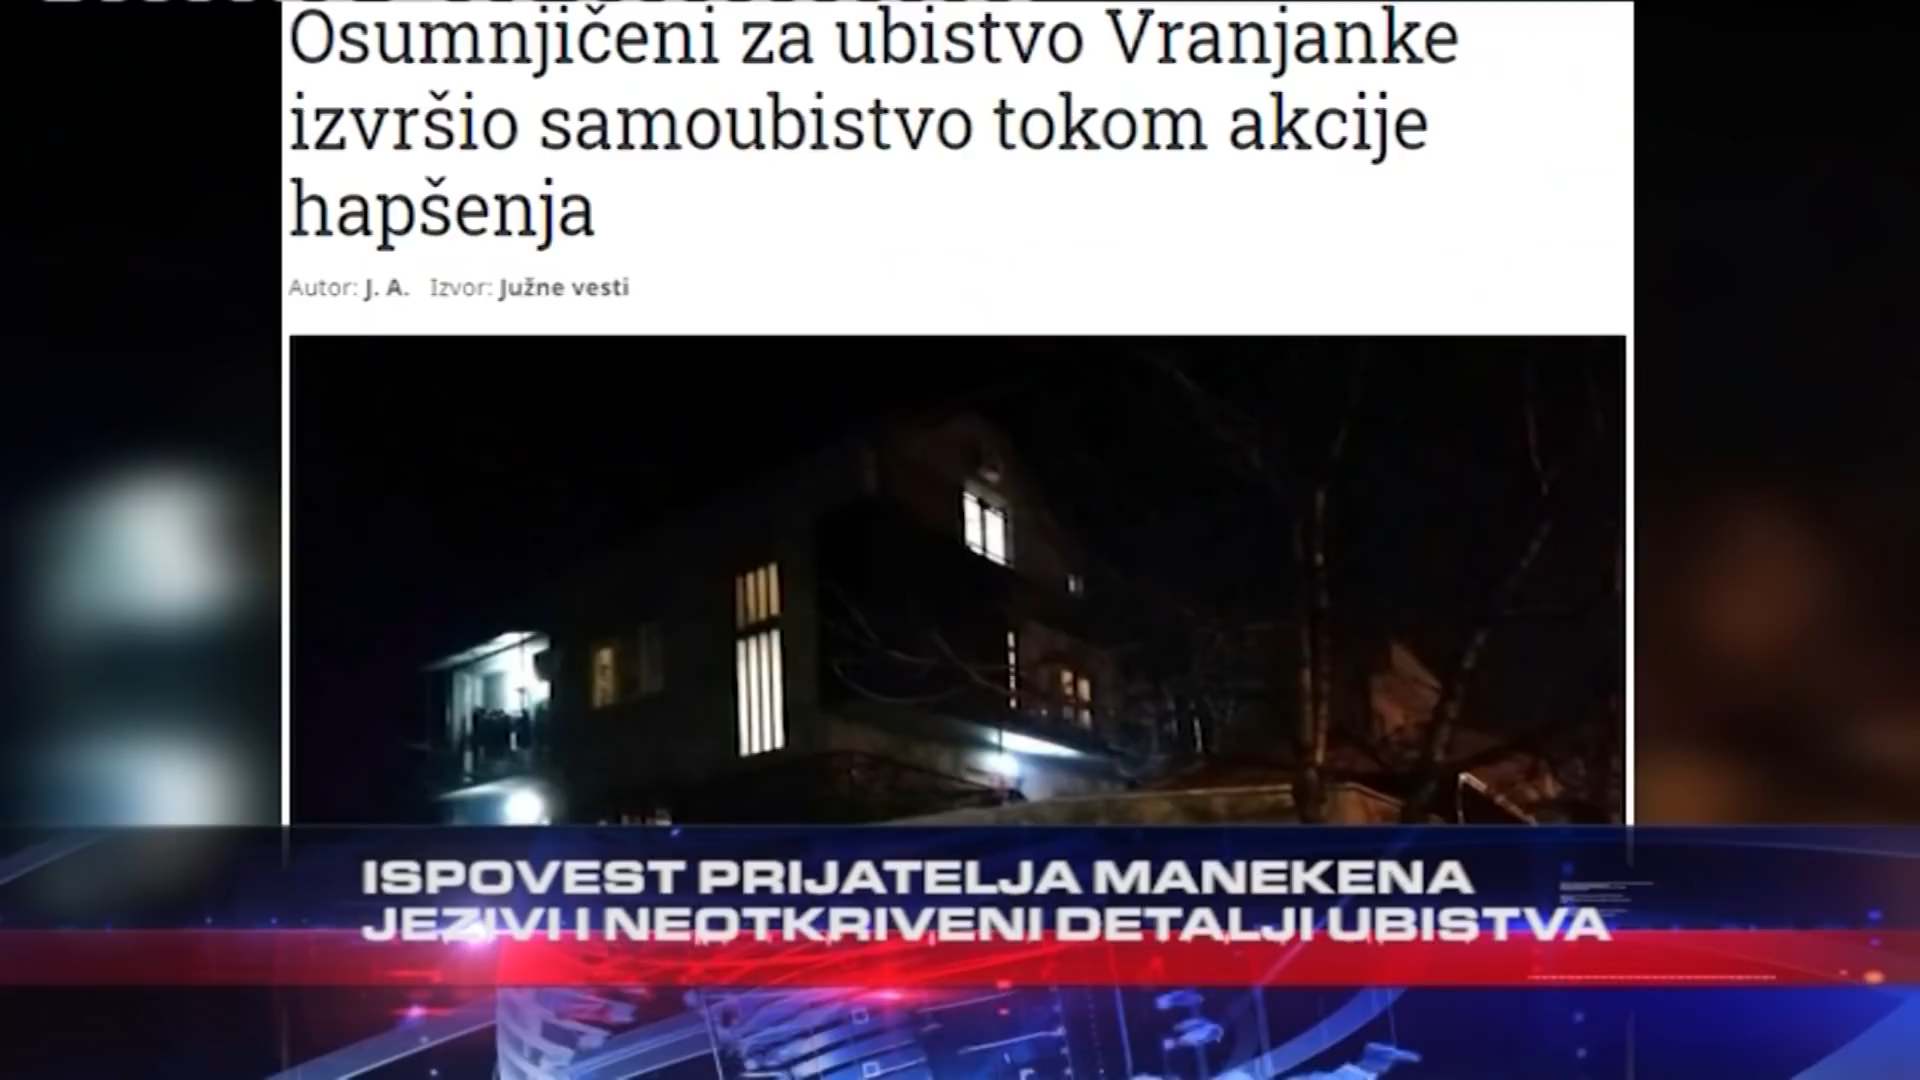 Osumnjičeni za ubistvo Vranjanke
izvršio samoubistvo tokom akcije
hapšenja
Autor: J. A. Izvor: Južne vesti
ISPOVEST PRIJATELJA MANEKENA
JEZIVI I NEOTKRIVENI DETALJI UBISTVA